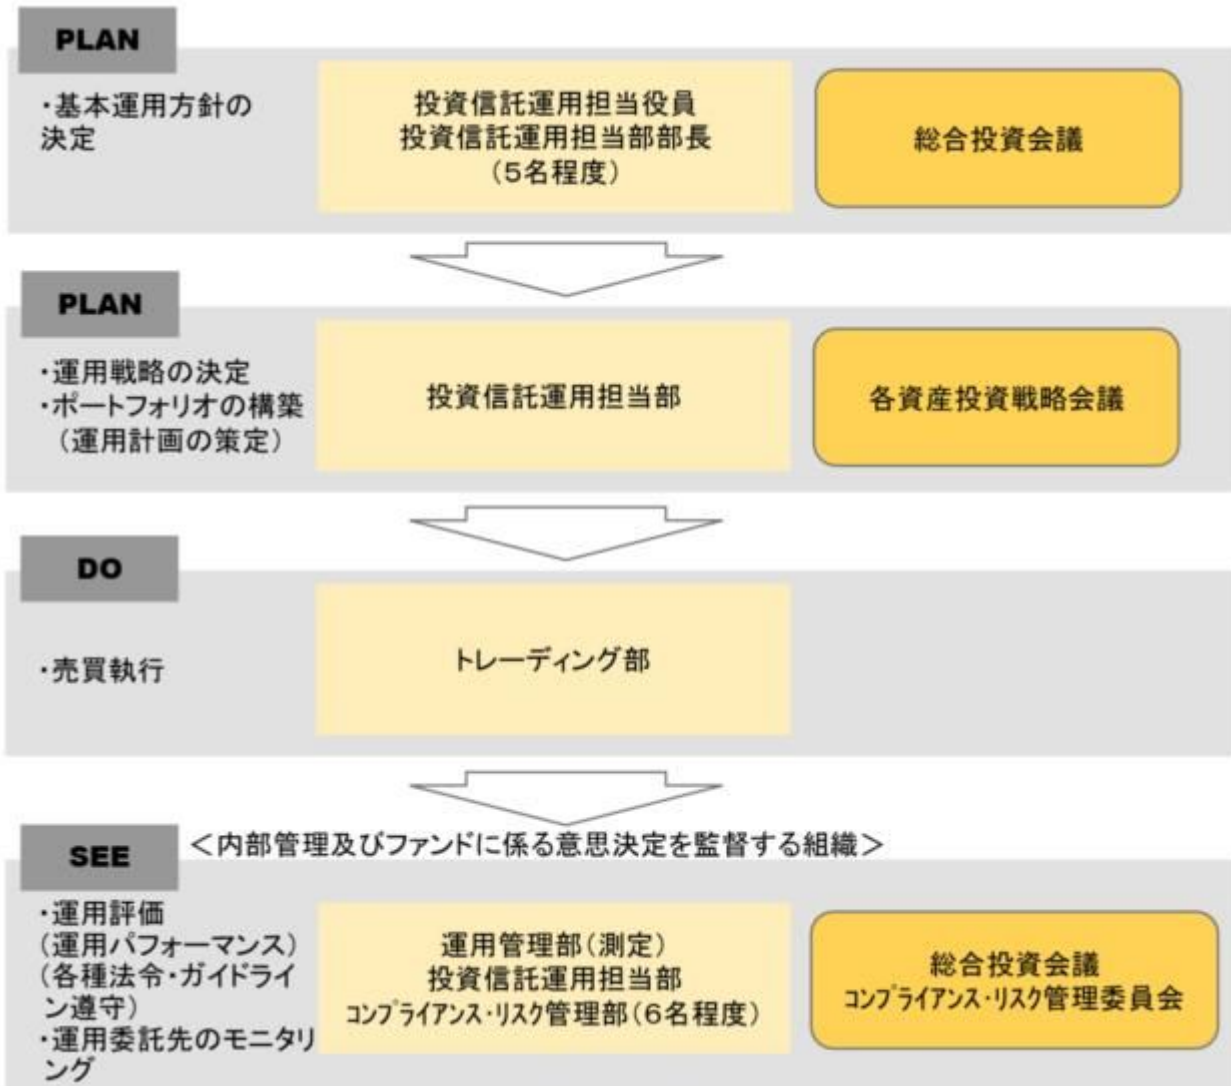 PLAN
・基本運用方針の
決定
投資信託運用担当役員
投資信託運用担当部部長
(5名程度)
総合投資会議
PLAN
・運用戦略の決定
・ポートフォリオの構築
(運用計画の策定)
投資信託運用担当部
各資産投資戦略会議
DO
・売買執行
トレーディング部
SEE
＜内部管理及びファンドに係る意思決定を監督する組織＞
・運用評価
(運用パフォーマンス)
(各種法令・ガイドライ
ン遵守)
・運用委託先のモニタリ
ング
運用管理部(測定)
投資信託運用担当部
コンプライアンス・リスク管理部(6名程度)
総合投資会議
コンプライアンス・リスク管理委員会